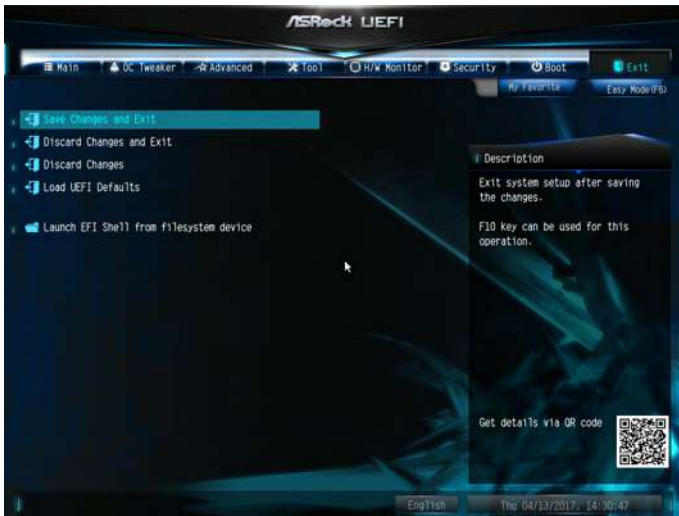 ASRock UEFI
Main
OC Tweaker
Advanced
Tool
H/W Monitor
Security
Boot
Exit
My Favorite
Easy Mode(F6)
Save Changes and Exit
Discard Changes and Exit
Discard Changes
Load UEFI Defaults
Launch EFI Shell from filesystem device
Description
Exit system setup after saving
the changes.
F10 key can be used for this
operation.
Get details via QR code
English
Thu 04/13/2017. 14:30:47